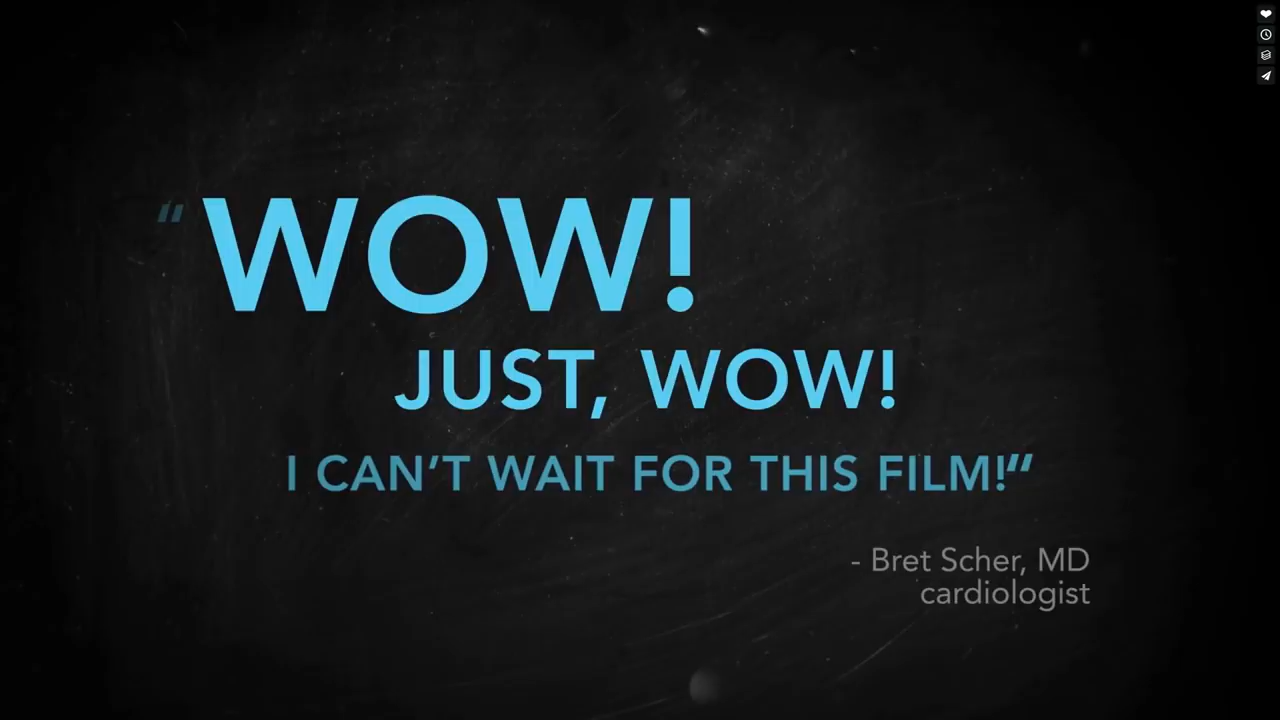 “ WOW!
JUST, WOW!
I CAN’T WAIT FOR THIS FILM!“
- Bret Scher, MD
cardiologist